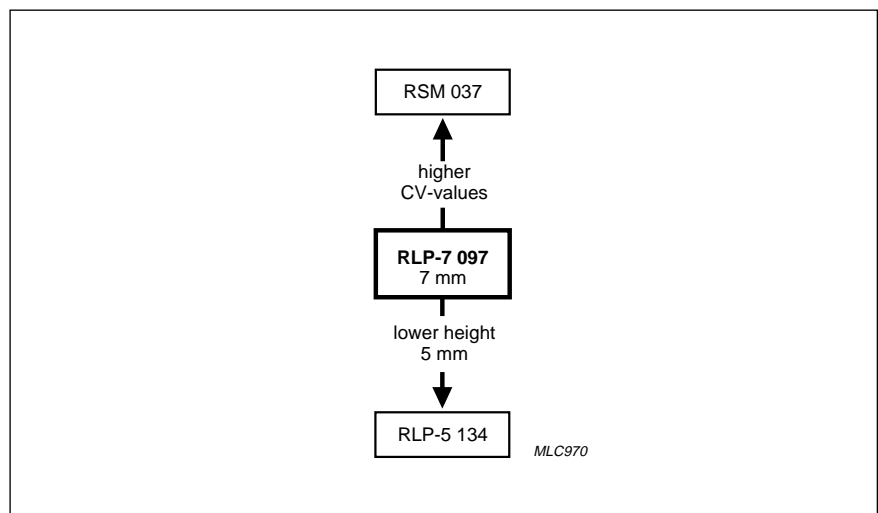 RSM 037
higher
CV-values
RLP-7 097
7 mm
lower height
5 mm
RLP-5 134
MLC970